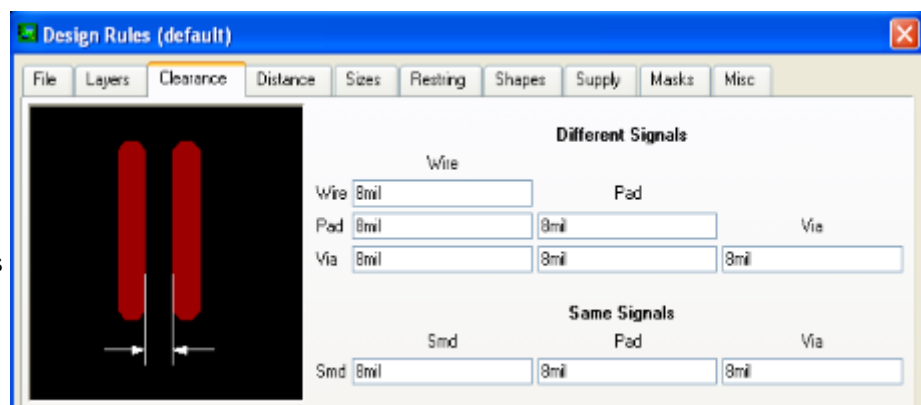 Design Rules (default)
File Layers Clearance Distance Sizes Restring Shapes Supply Masks Misc
Different Signals
Wire
Wire 8mil Pad
Pad 8mil 8mil Via
Via 8mil 8mil 8mil
Same Signals
Smd Pad Via
Smd 8mil 8mil 8mil